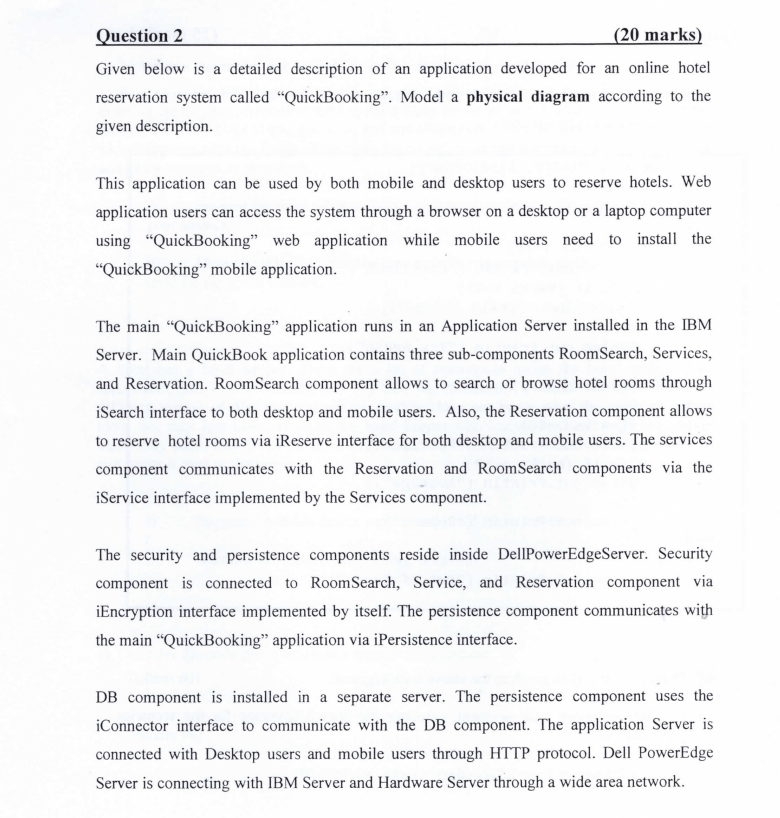 Question 2 (20 marks)
Given below is a detailed description of an application developed for an online hotel
reservation system called “QuickBooking”. Model a physical diagram according to the
given description.
This application can be used by both mobile and desktop users to reserve hotels. Web
application users can access the system through a browser on a desktop or a laptop computer
using “QuickBooking” web application while mobile users need to install the
“QuickBooking” mobile application.
The main “QuickBooking” application runs in an Application Server installed in the IBM
Server. Main QuickBook application contains three sub-components RoomSearch, Services,
and Reservation. RoomSearch component allows to search or browse hotel rooms through
iSearch interface to both desktop and mobile users. Also, the Reservation component allows
to reserve hotel rooms via iReserve interface for both desktop and mobile users. The services
component communicates with the Reservation and RoomSearch components via the
iService interface implemented by the Services component.
The security and persistence components reside inside DellPowerEdgeServer. Security
component is connected to RoomSearch, Service, and Reservation component via
iEncryption interface implemented by itself. The persistence component communicates with
the main “QuickBooking” application via iPersistence interface.
DB component is installed in a separate server. The persistence component uses the
iConnector interface to communicate with the DB component. The application Server is
connected with Desktop users and mobile users through HTTP protocol. Dell PowerEdge
Server is connecting with IBM Server and Hardware Server through a wide area network.